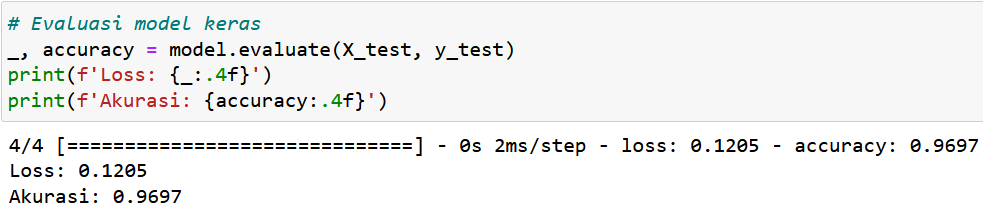 # Evaluasi model keras
_, accuracy = model.evaluate(X_test, y_test)
print(f'Loss: {_:.4f}')
print(f'Akurasi: {accuracy:.4f}')
4/4 [==============================] - 0s 2ms/step - loss: 0.1205 - accuracy: 0.9697
Loss: 0.1205
Akurasi: 0.9697